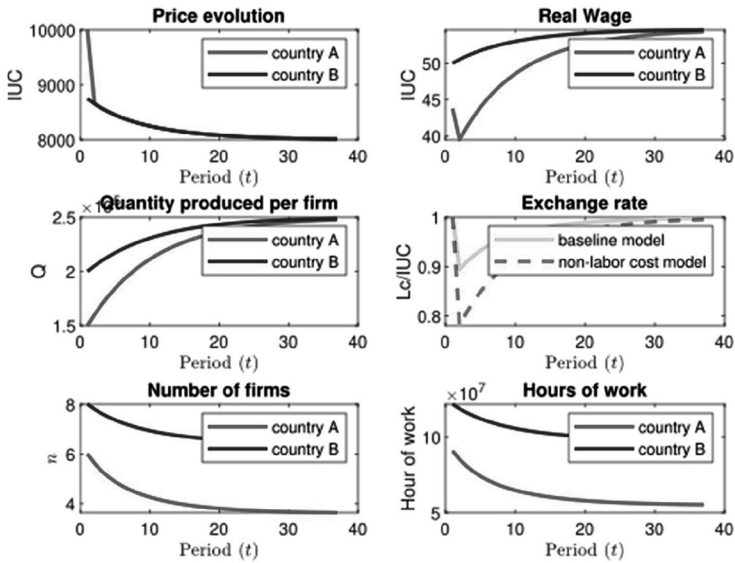 Price evolution
IUC
10000
9000
8000
0
10
20
30
40
Period (t)
country A
country B
Real Wage
IUC
50
45
40
0
10
20
30
40
Period (t)
country A
country B
Quantity produced per firm
×10⁵
Q
2.5
2
1.5
0
10
20
30
40
Period (t)
country A
country B
Exchange rate
Lc/IUC
1
0.9
0.8
0
10
20
30
40
Period (t)
baseline model
non-labor cost model
Number of firms
n
8
6
4
0
10
20
30
40
Period (t)
country A
country B
Hours of work
×10⁷
Hour of work
10
5
0
10
20
30
40
Period (t)
country A
country B